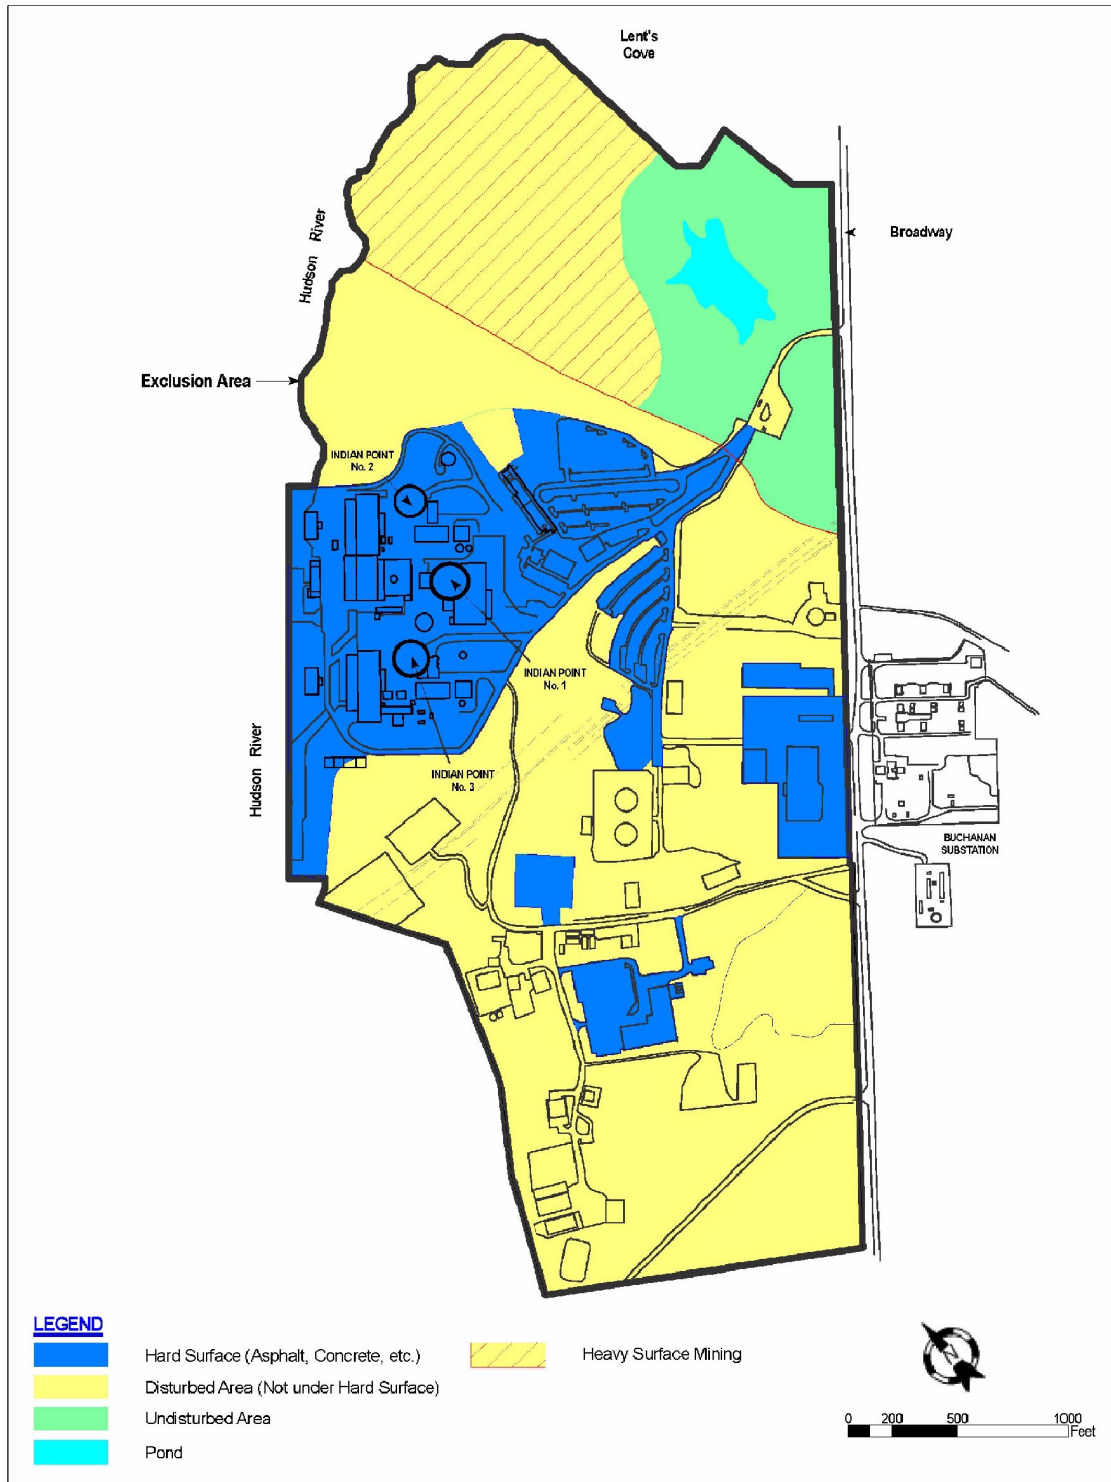 Lent's
Cove
Hudson River
Broadway
Exclusion Area
INDIAN POINT
No. 2
INDIAN POINT
No. 1
INDIAN POINT
No. 3
Hudson River
BUCHANAN
SUBSTATION
LEGEND
Hard Surface (Asphalt, Concrete, etc.)
Heavy Surface Mining
Disturbed Area (Not under Hard Surface)
Undisturbed Area
Pond
N
0 200 500 1000
Feet